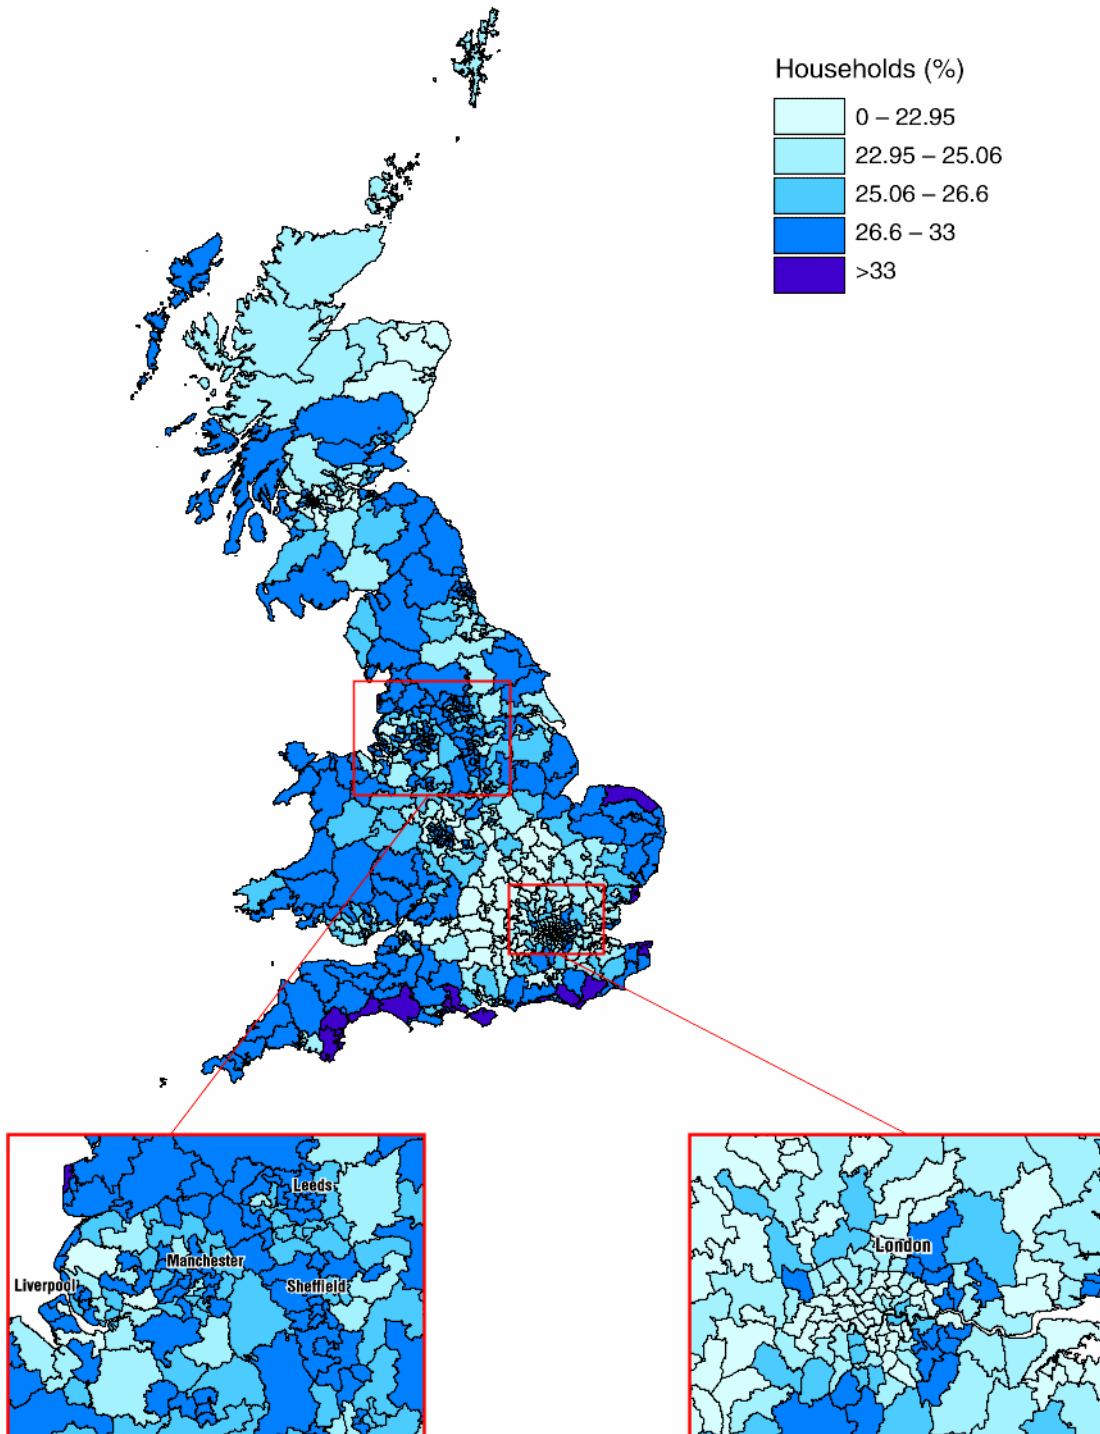 Households (%)
0 – 22.95
22.95 – 25.06
25.06 – 26.6
26.6 – 33
>33
Leeds
Manchester
Liverpool
Sheffield
London